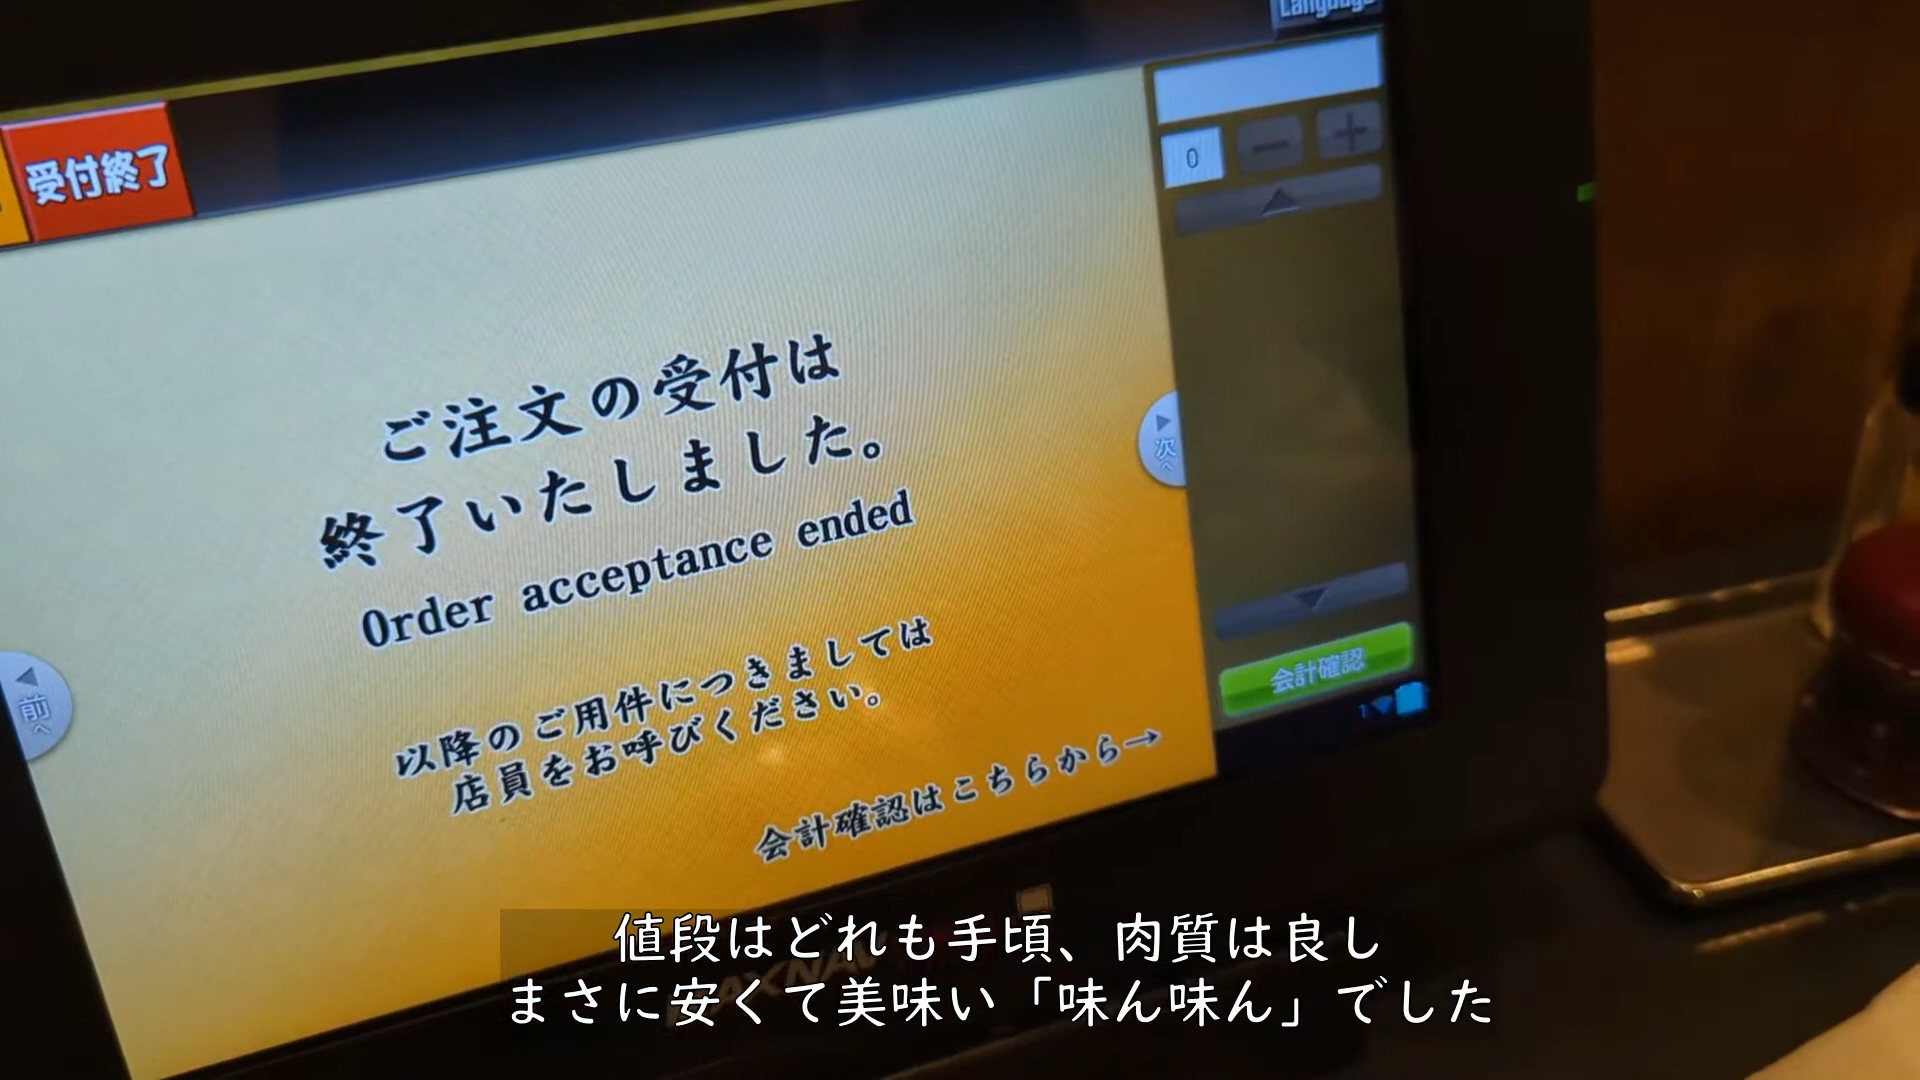 Language
受付終了
0
ご注文の受付は
終了いたしました。
Order acceptance ended
次へ
前へ
以降のご用件につきましては
店員をお呼びください。
会計確認はこちらから→
会計確認
値段はどれも手頃、肉質は良し
まさに安くて美味い「味ん味ん」でした